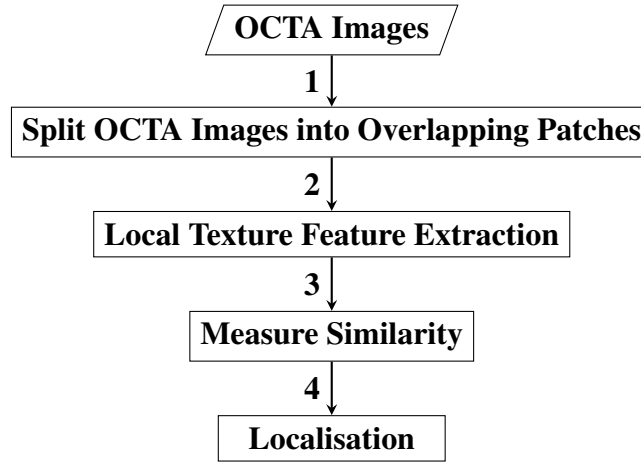 OCTA Images
1
Split OCTA Images into Overlapping Patches
2
Local Texture Feature Extraction
3
Measure Similarity
4
Localisation